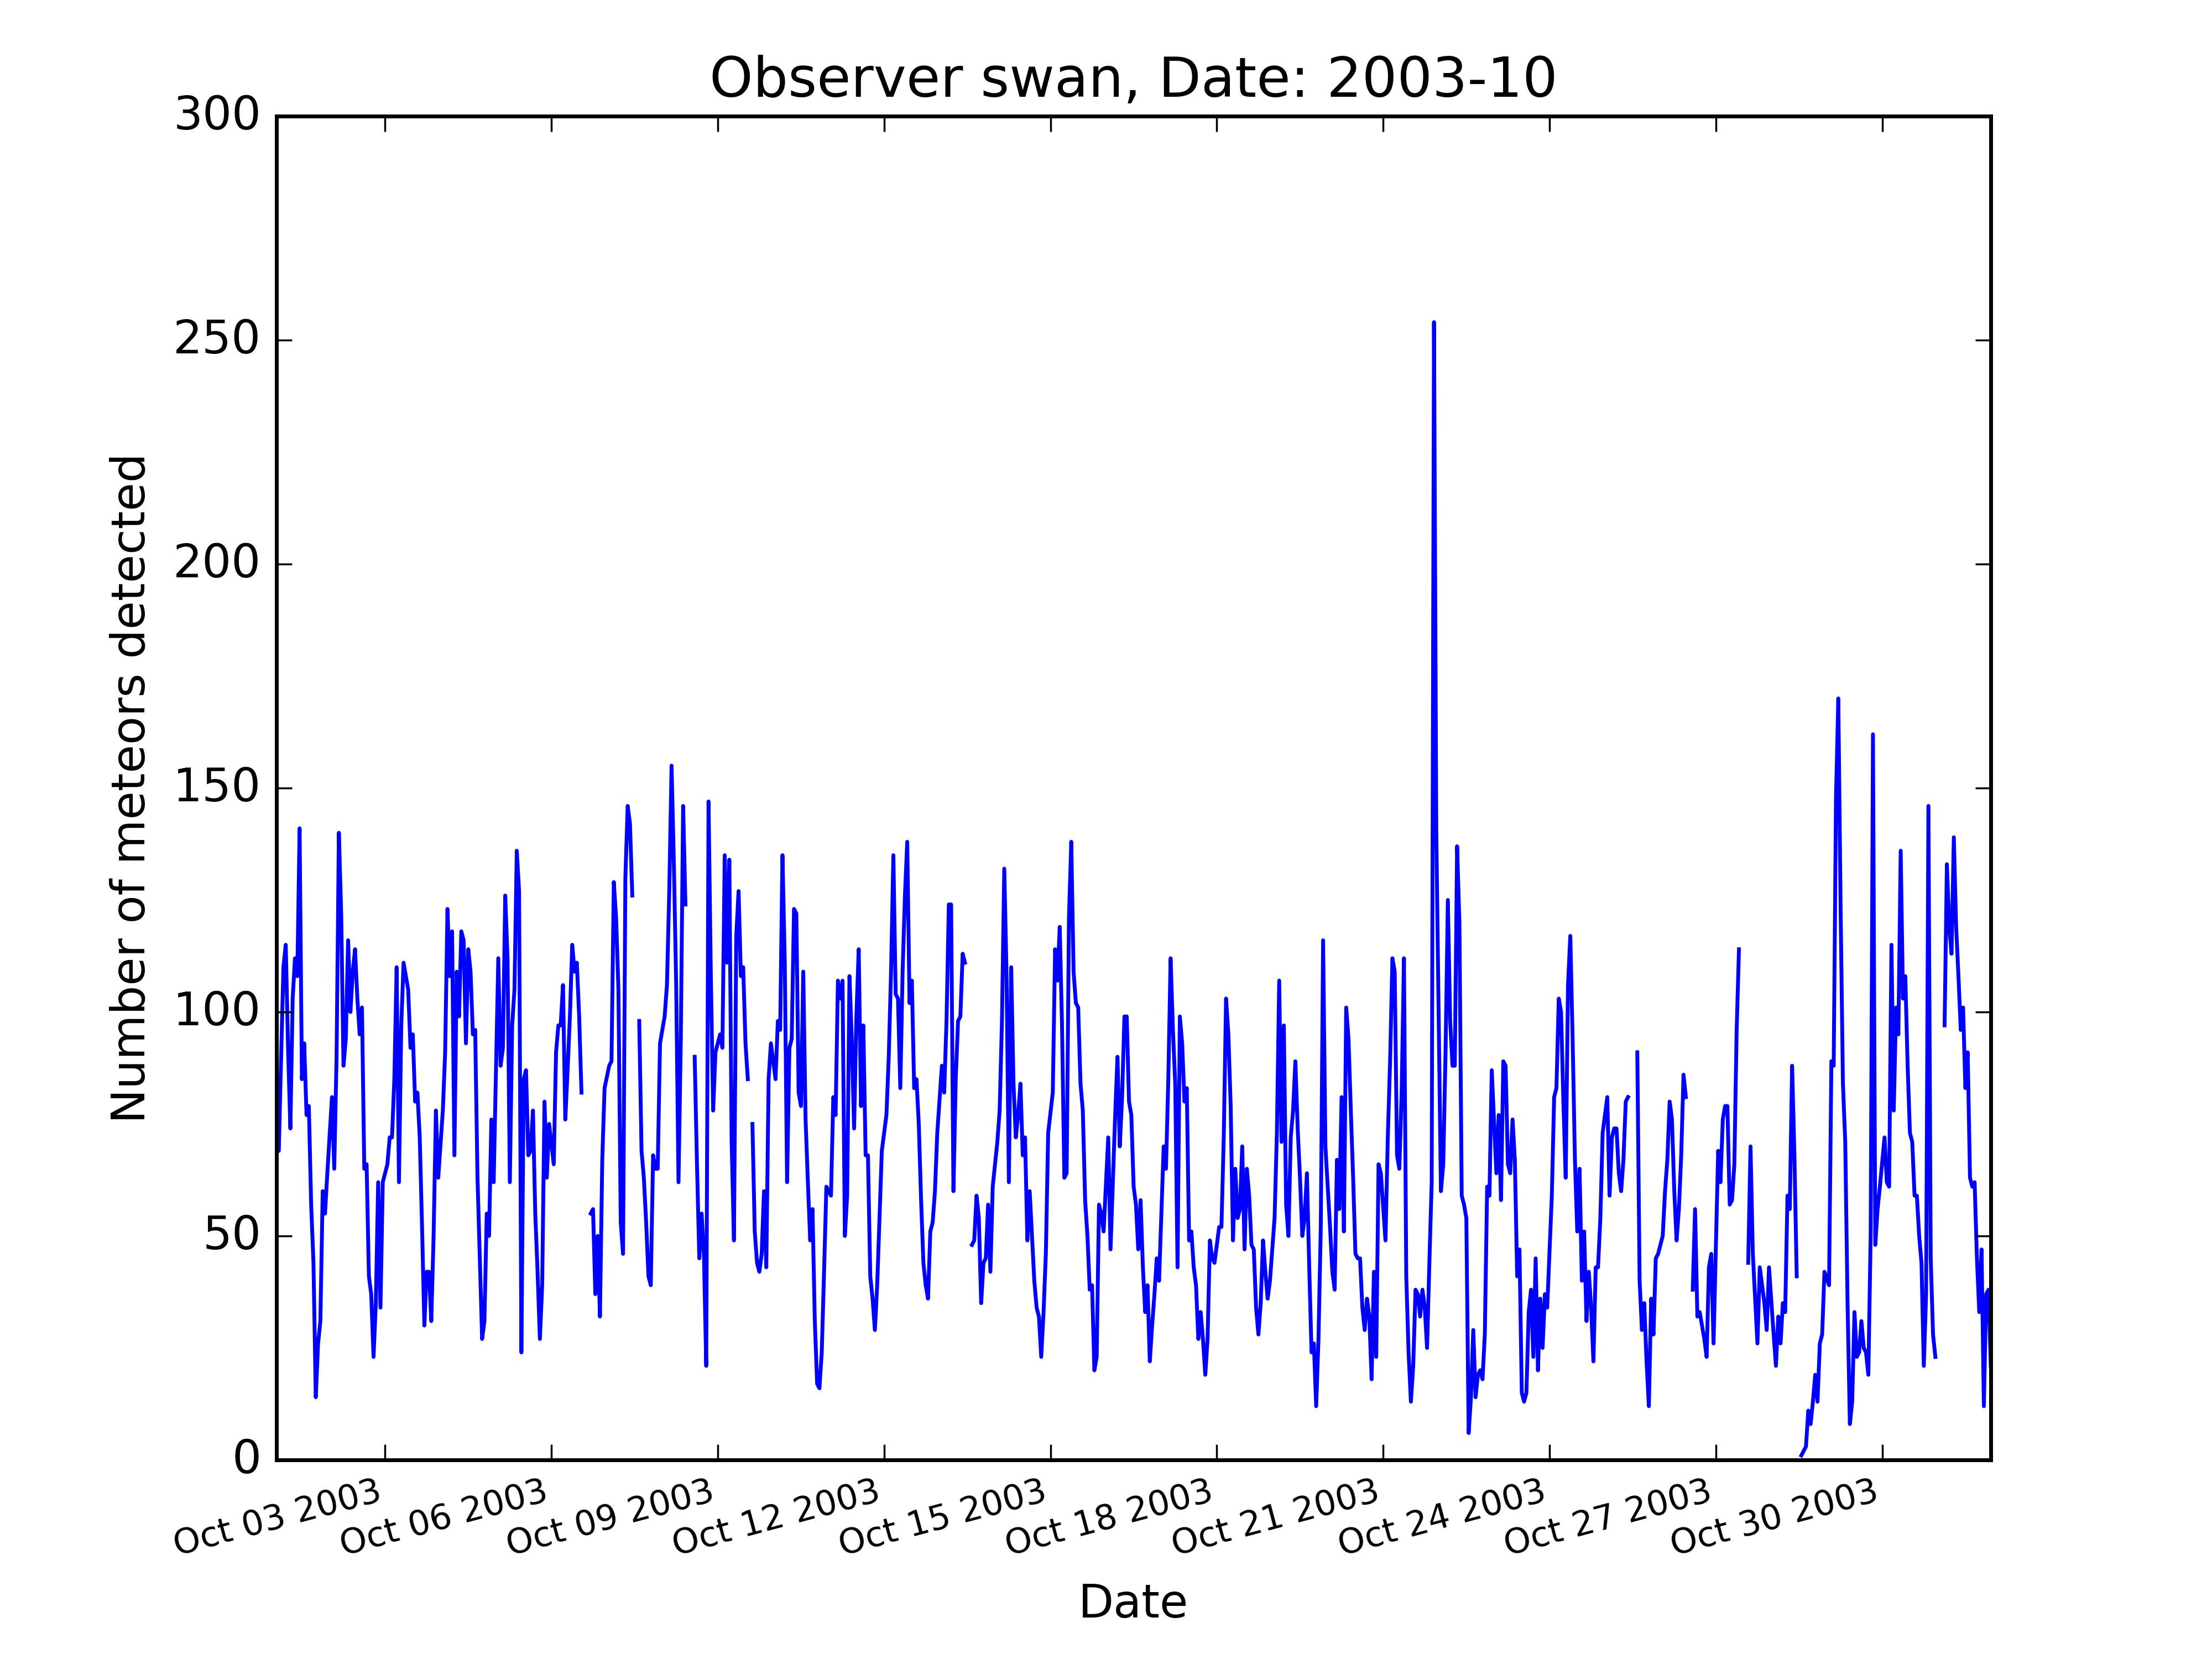 Observer swan, Date: 2003-10
300
250
200
150
100
50
0
Number of meteors detected
Oct 03 2003
Oct 06 2003
Oct 09 2003
Oct 12 2003
Oct 15 2003
Oct 18 2003
Oct 21 2003
Oct 24 2003
Oct 27 2003
Oct 30 2003
Date